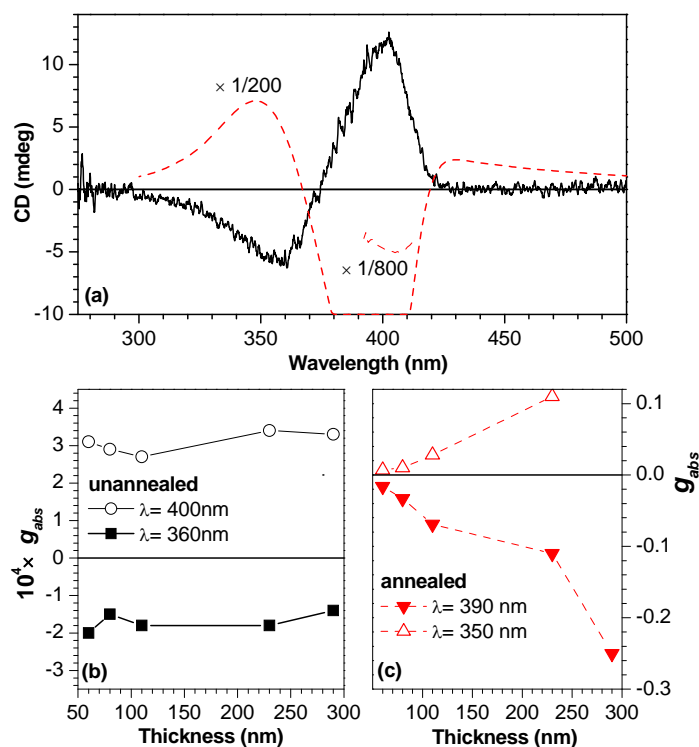 10
5
0
-5
-10
CD (mdeg)
× 1/200
× 1/800
(a)
300 350 400 450 500
Wavelength (nm)
4
3
2
1
0
-1
-2
-3
10⁴× g_abs
unannealed
λ= 400nm
λ= 360nm
(b)
50 100 150 200 250 300
Thickness (nm)
0.1
0.0
-0.1
-0.2
-0.3
g_abs
annealed
λ= 390 nm
λ= 350 nm
(c)
100 150 200 250 300
Thickness (nm)